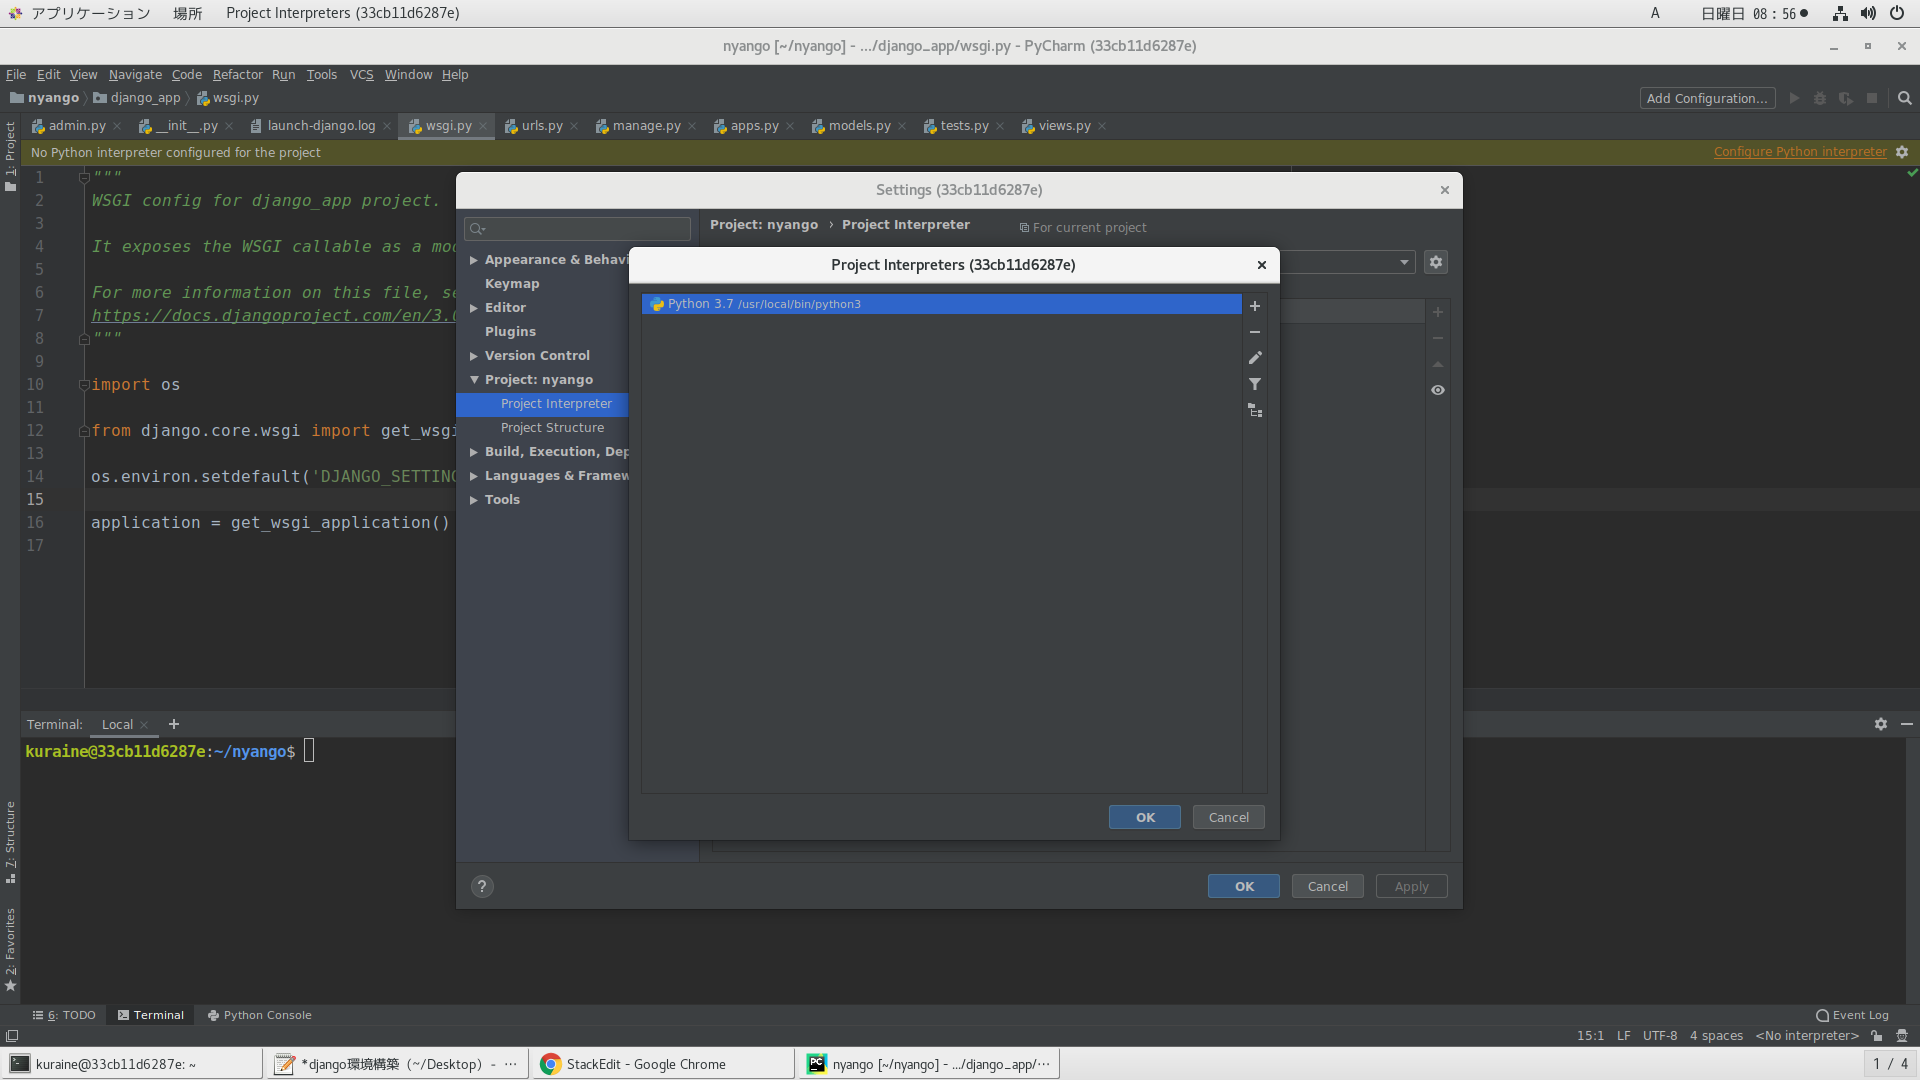 アプリケーション 場所 Project Interpreters (33cb11d6287e) A 日曜日 08:56
nyango [~/nyango] - .../django_app/wsgi.py - PyCharm (33cb11d6287e)
File Edit View Navigate Code Refactor Run Tools VCS Window Help
nyango django_app wsgi.py Add Configuration...
admin.py __init__.py launch-django.log wsgi.py urls.py manage.py apps.py models.py tests.py views.py
No Python interpreter configured for the project Configure Python interpreter
1: Project
7: Structure
2: Favorites
1 """
2 WSGI config for django_app project.
3
4 It exposes the WSGI callable as a
5
6 For more information on this file,
7 https://docs.djangoproject.com/en/3.
8 """
9
10 import os
11
12 from django.core.wsgi import get_wsgi
13
14 os.environ.setdefault('DJANGO_SETTING
15
16 application = get_wsgi_application()
17
Settings (33cb11d6287e)
Project: nyango › Project Interpreter For current project
Appearance & Behavi
Keymap
Editor
Plugins
Version Control
Project: nyango
Project Interpreter
Project Structure
Build, Execution, Dep
Languages & Framew
Tools
Project Interpreters (33cb11d6287e)
Python 3.7 /usr/local/bin/python3
OK Cancel
? OK Cancel Apply
Terminal: Local
kuraine@33cb11d6287e:~/nyango$
6: TODO Terminal Python Console Event Log
15:1 LF UTF-8 4 spaces <No interpreter>
kuraine@33cb11d6287e: ~ *django環境構築 (~/Desktop) - … StackEdit - Google Chrome nyango [~/nyango] - .../django_app/… 1 / 4